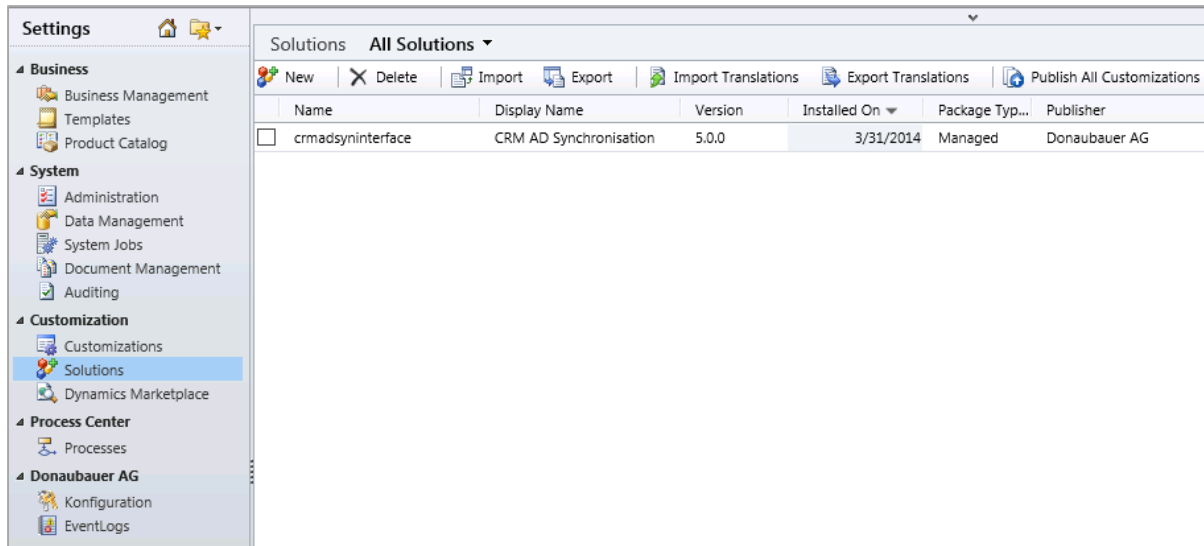 Settings
Business
Business Management
Templates
Product Catalog
System
Administration
Data Management
System Jobs
Document Management
Auditing
Customization
Customizations
Solutions
Dynamics Marketplace
Process Center
Processes
Donaubauer AG
Konfiguration
EventLogs
Solutions All Solutions
New Delete Import Export Import Translations Export Translations Publish All Customizations
Name Display Name Version Installed On Package Typ... Publisher
crmadsyninterface CRM AD Synchronisation 5.0.0 3/31/2014 Managed Donaubauer AG